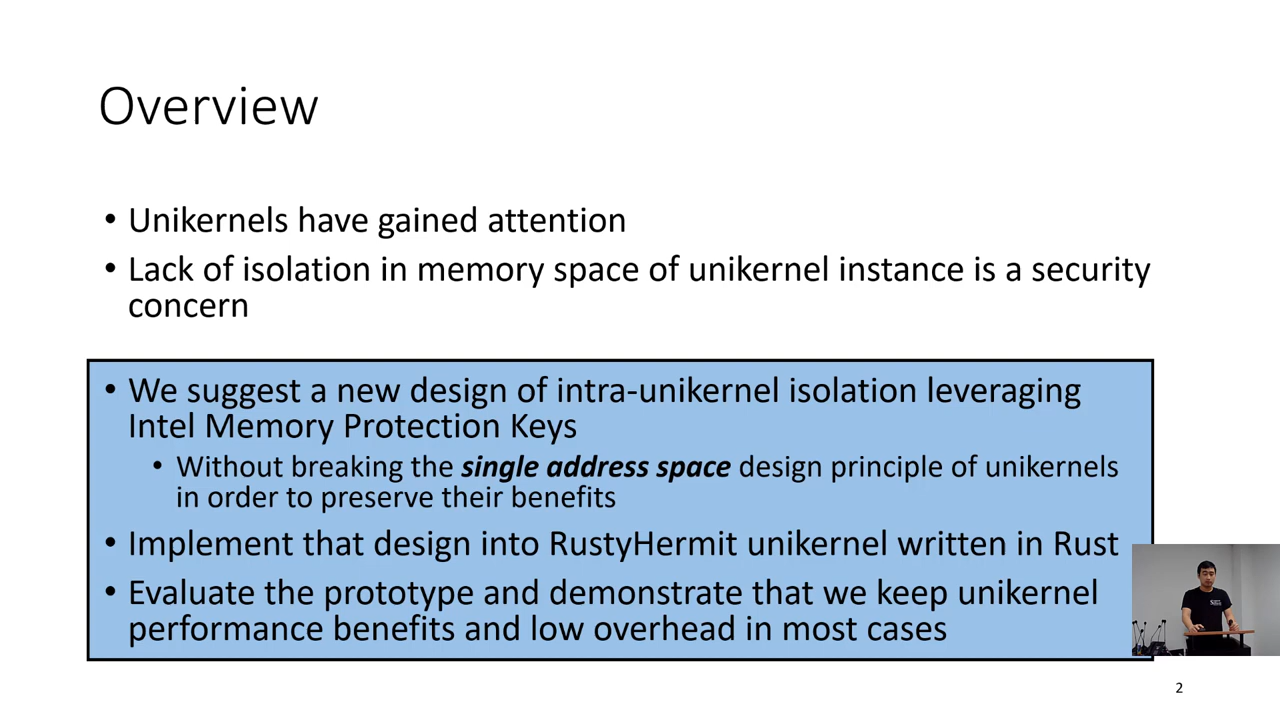 Overview
• Unikernels have gained attention
• Lack of isolation in memory space of unikernel instance is a security
concern
• We suggest a new design of intra-unikernel isolation leveraging
Intel Memory Protection Keys
• Without breaking the single address space design principle of unikernels
in order to preserve their benefits
• Implement that design into RustyHermit unikernel written in Rust
• Evaluate the prototype and demonstrate that we keep unikernel
performance benefits and low overhead in most cases
2